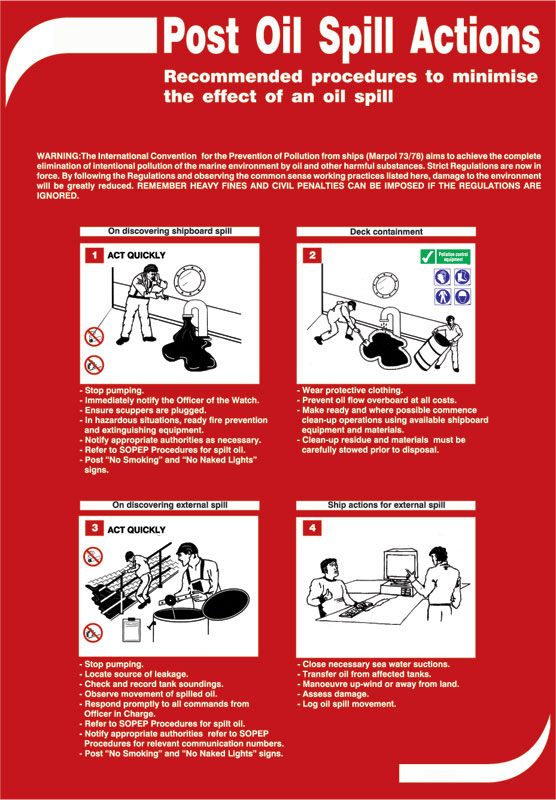 Post Oil Spill Actions
Recommended procedures to minimise
the effect of an oil spill
WARNING:The International Convention for the Prevention of Pollution from ships (Marpol 73/78) aims to achieve the complete
elimination of intentional pollution of the marine environment by oil and other harmful substances. Strict Regulations are now in
force. By following the Regulations and observing the common sense working practices listed here, damage to the environment
will be greatly reduced. REMEMBER HEAVY FINES AND CIVIL PENALTIES CAN BE IMPOSED IF THE REGULATIONS ARE
IGNORED.
On discovering shipboard spill
1 ACT QUICKLY
- Stop pumping.
- Immediately notify the Officer of the Watch.
- Ensure scuppers are plugged.
- In hazardous situations, ready fire prevention
and extinguishing equipment.
- Notify appropriate authorities as necessary.
- Refer to SOPEP Procedures for spilt oil.
- Post "No Smoking" and "No Naked Lights"
signs.
Deck containment
2
Pollution control
equipment
- Wear protective clothing.
- Prevent oil flow overboard at all costs.
- Make ready and where possible commence
clean-up operations using available shipboard
equipment and materials.
- Clean-up residue and materials must be
carefully stowed prior to disposal.
On discovering external spill
3 ACT QUICKLY
- Stop pumping.
- Locate source of leakage.
- Check and record tank soundings.
- Observe movement of spilled oil.
- Respond promptly to all commands from
Officer in Charge.
- Refer to SOPEP Procedures for spilt oil.
- Notify appropriate authorities refer to SOPEP
Procedures for relevant communication numbers.
- Post "No Smoking" and "No Naked Lights" signs.
Ship actions for external spill
4
- Close necessary sea water suctions.
- Transfer oil from affected tanks.
- Manoeuvre up-wind or away from land.
- Assess damage.
- Log oil spill movement.